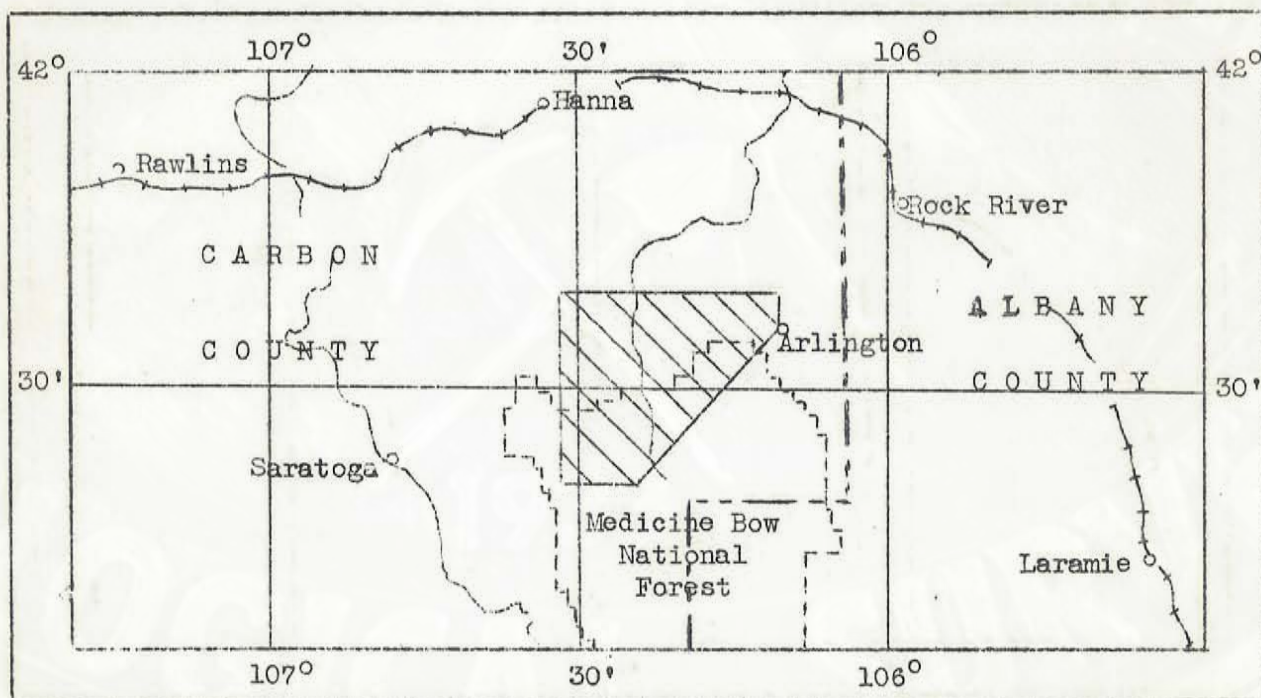 107° 30' 106°
42° 42°
Hanna
Rawlins
Rock River
CARBON
ALBANY
Arlington
COUNTY
30' COUNTY 30'
Saratoga
Medicine Bow
National
Forest
Laramie
107° 30' 106°